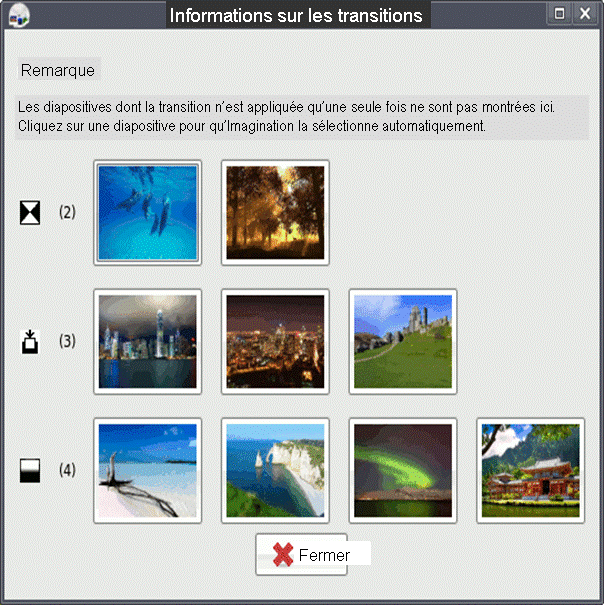 Informations sur les transitions
Remarque
Les diapositives dont la transition n'est appliquée qu'une seule fois ne sont pas montrées ici.
Cliquez sur une diapositive pour qu'Imagination la sélectionne automatiquement.
(2)
(3)
(4)
Fermer